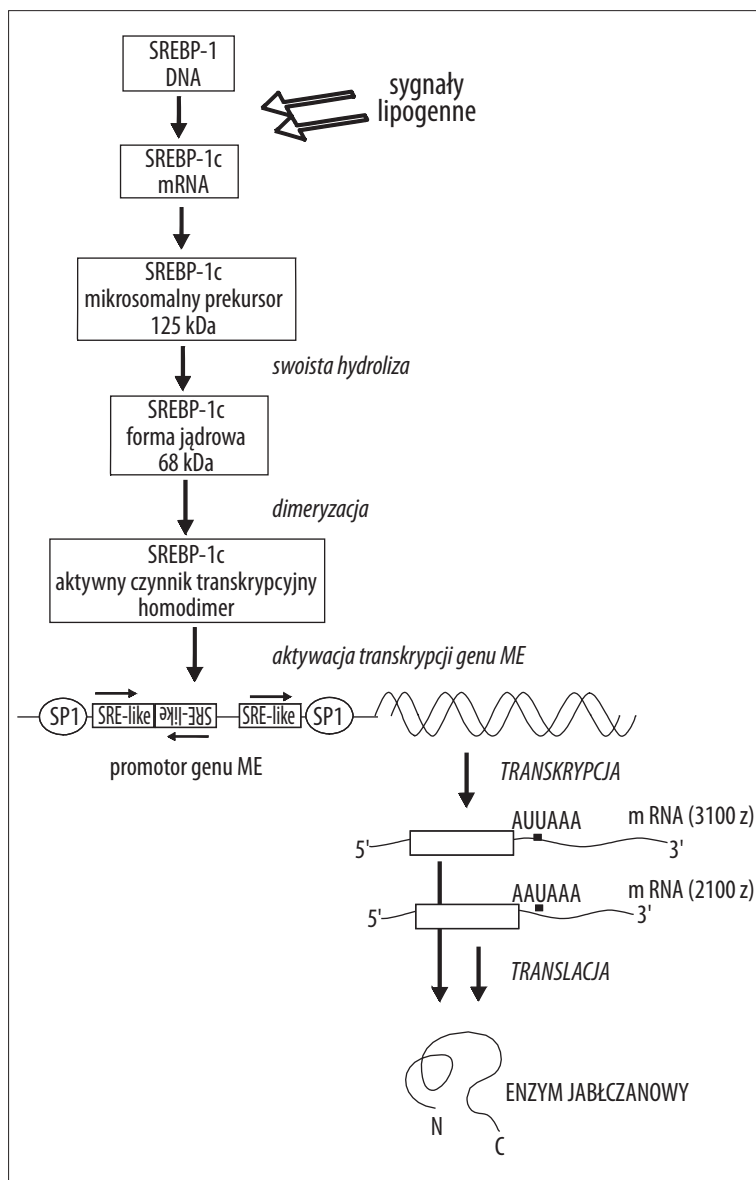 SREBP-1
DNA
sygnały
lipogenne
SREBP-1c
mRNA
SREBP-1c
mikrosomalny prekursor
125 kDa
swoista hydroliza
SREBP-1c
forma jądrowa
68 kDa
dimeryzacja
SREBP-1c
aktywny czynnik transkrypcyjny
homodimer
aktywacja transkrypcji genu ME
SP1 SRE-like SRE-like SRE-like SP1
promotor genu ME
TRANSKRYPCJA
AUUAAA m RNA (3100 z)
5' 3'
AAUAAA m RNA (2100 z)
5' 3'
TRANSLACJA
ENZYM JABŁCZANOWY
N
C